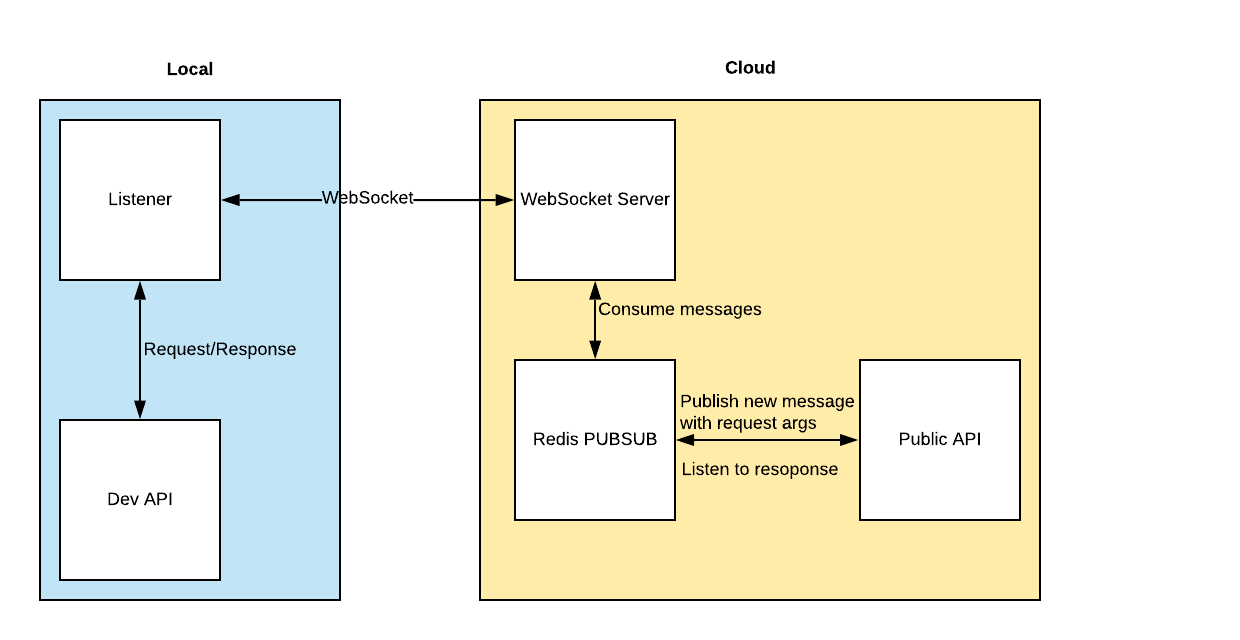 Local
Cloud
Listener
WebSocket
WebSocket Server
Consume messages
Request/Response
Publish new message
with request args
Redis PUBSUB
Public API
Listen to resoponse
Dev API